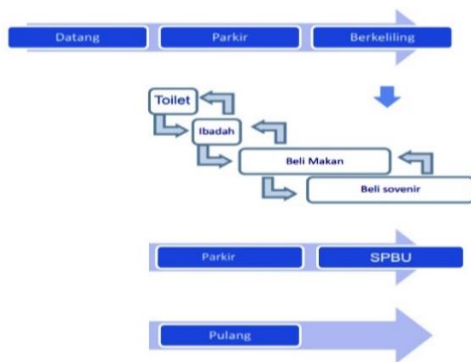 Datang Parkir Berkeliling
Toilet
Ibadah
Beli Makan
Beli sovenir
Parkir SPBU
Pulang